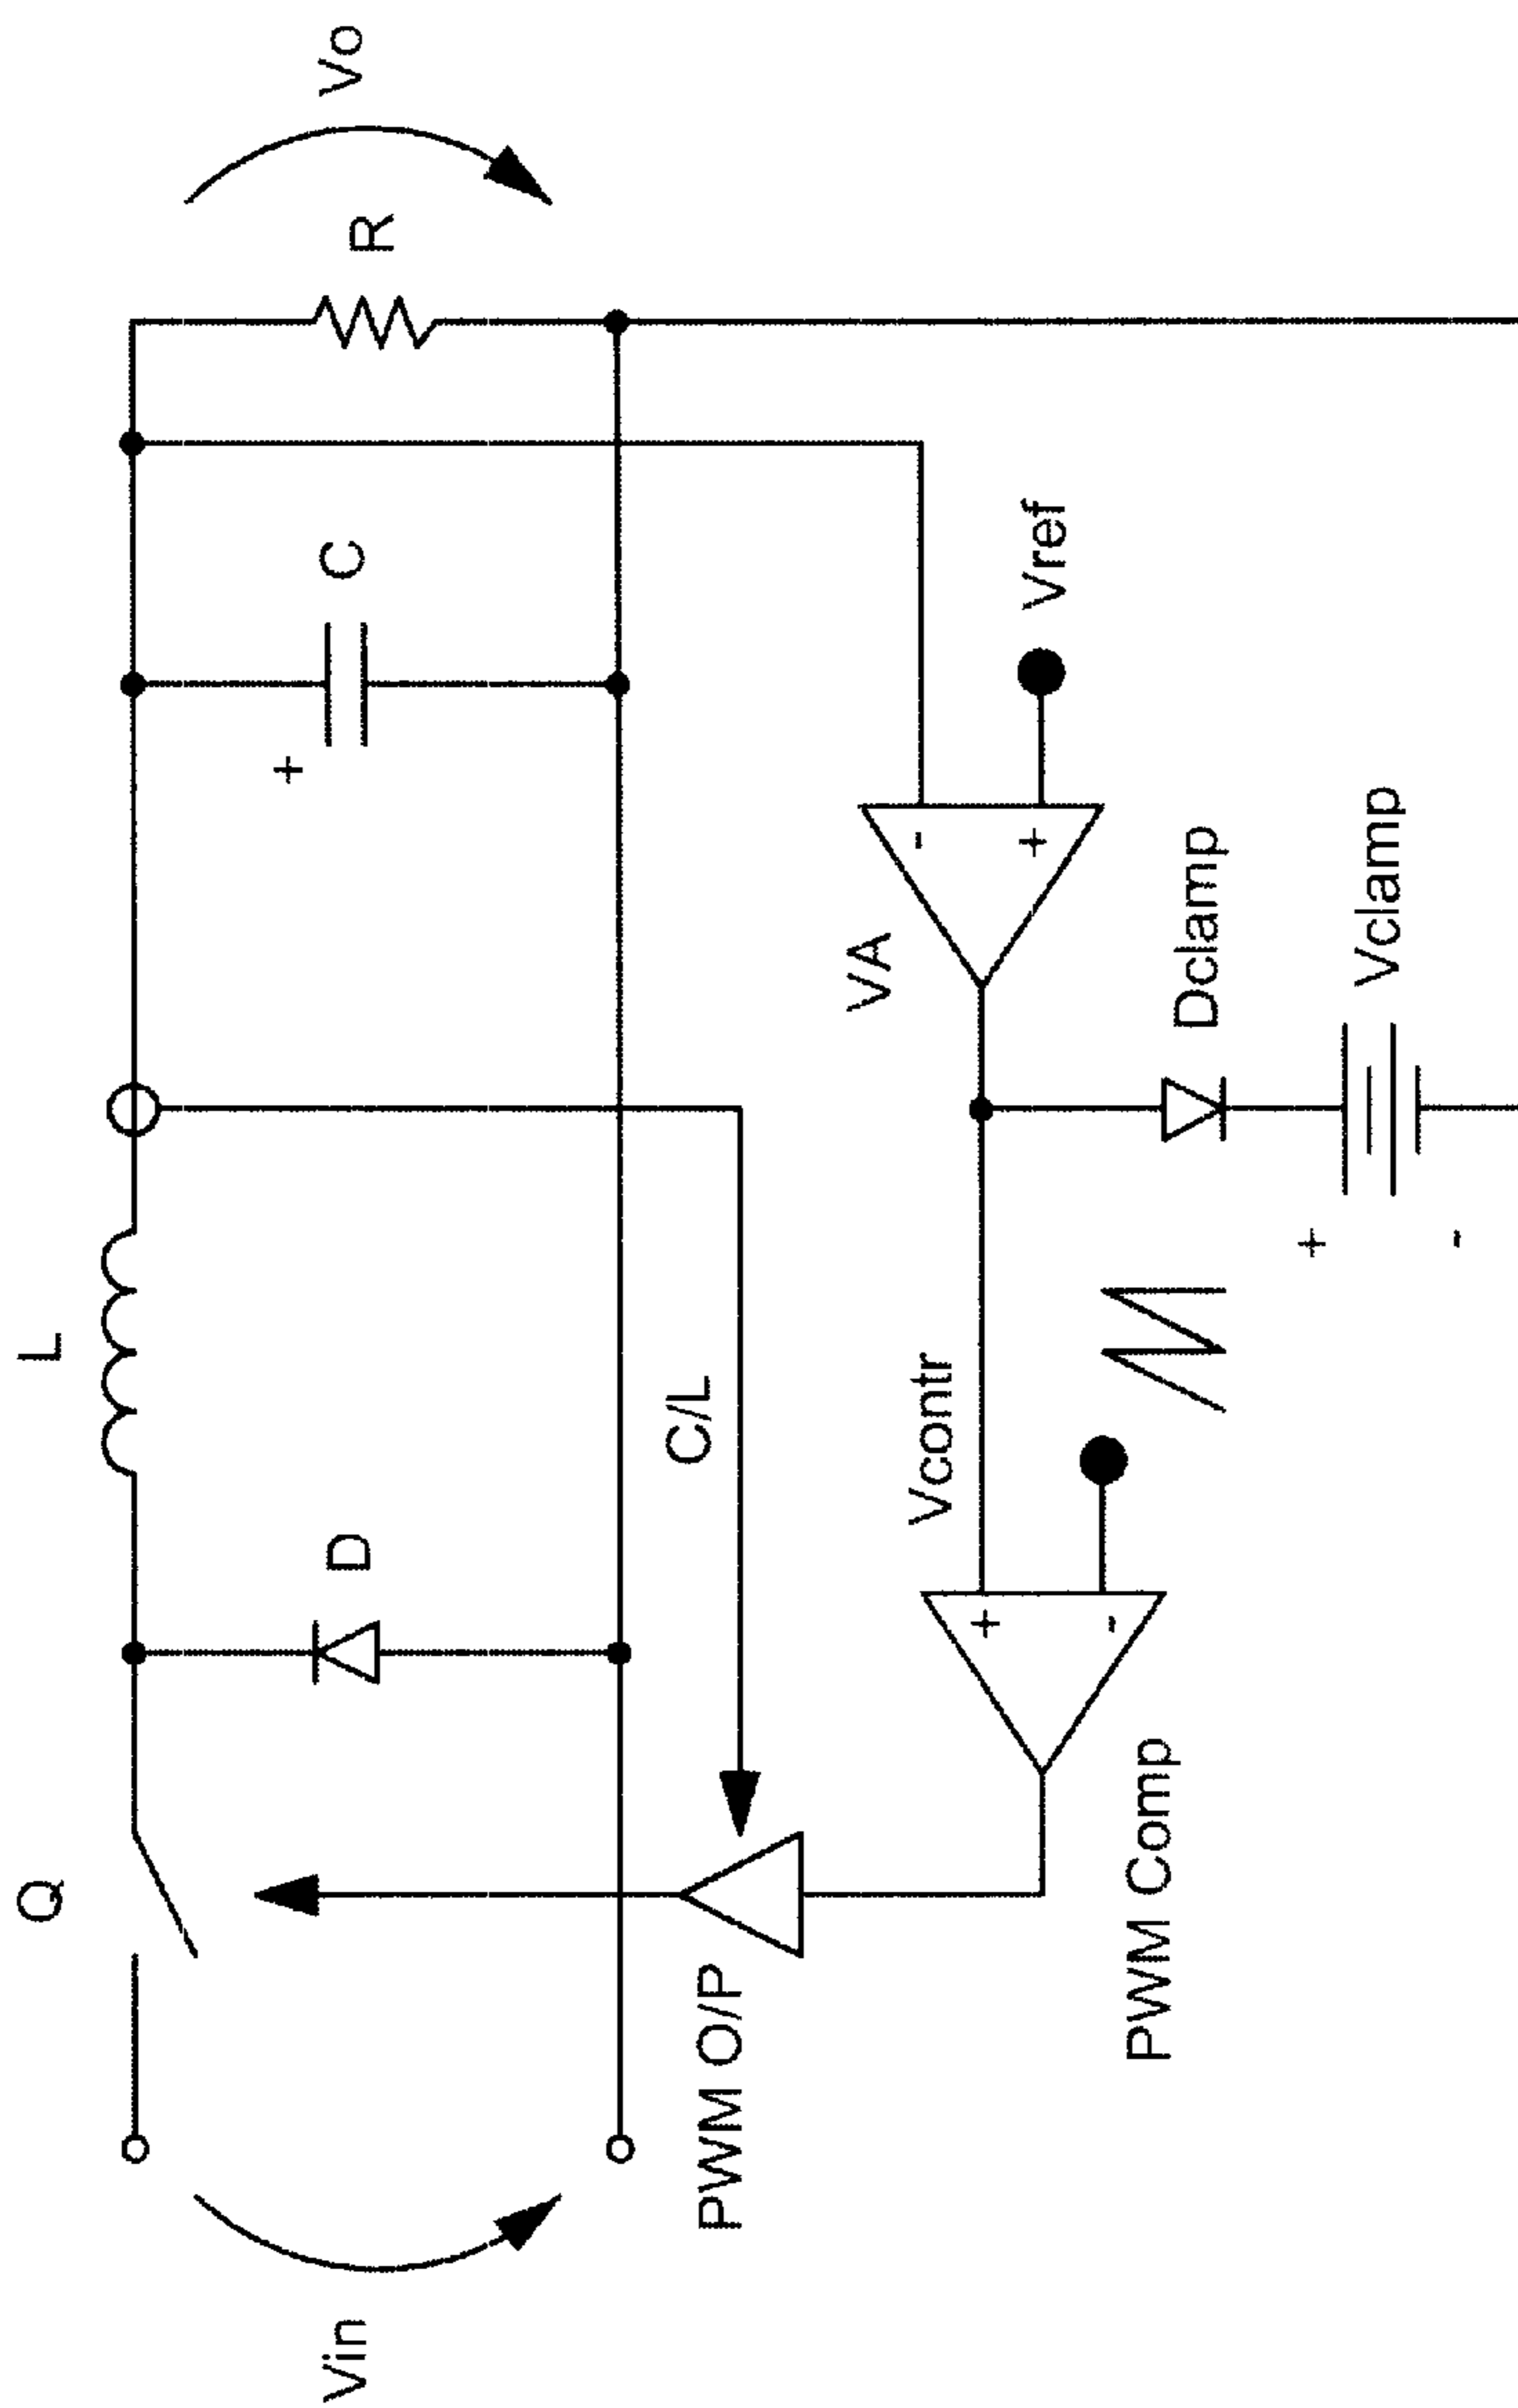 Q
L
Vin
D
+
C
R
Vo
PWM O/P
C/L
Vcontr
VA
+
-
-
+
Vref
PWM Comp
Dclamp
+
-
Vclamp